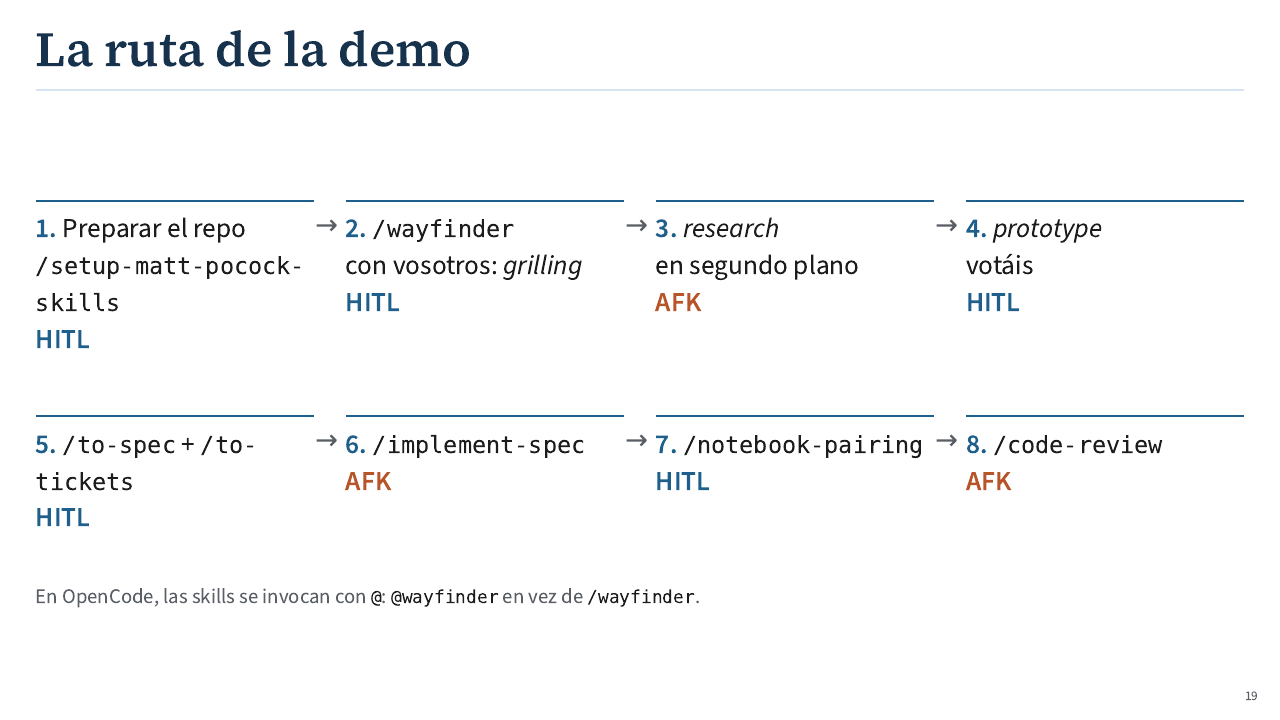 La ruta de la demo
1. Preparar el repo
/setup-matt-pocock-
skills
HITL
→
2. /wayfinder
con vosotros: grilling
HITL
→
3. research
en segundo plano
AFK
→
4. prototype
votáis
HITL
5. /to-spec + /to-
tickets
HITL
→
6. /implement-spec
AFK
→
7. /notebook-pairing
HITL
→
8. /code-review
AFK
En OpenCode, las skills se invocan con @: @wayfinder en vez de /wayfinder.
19